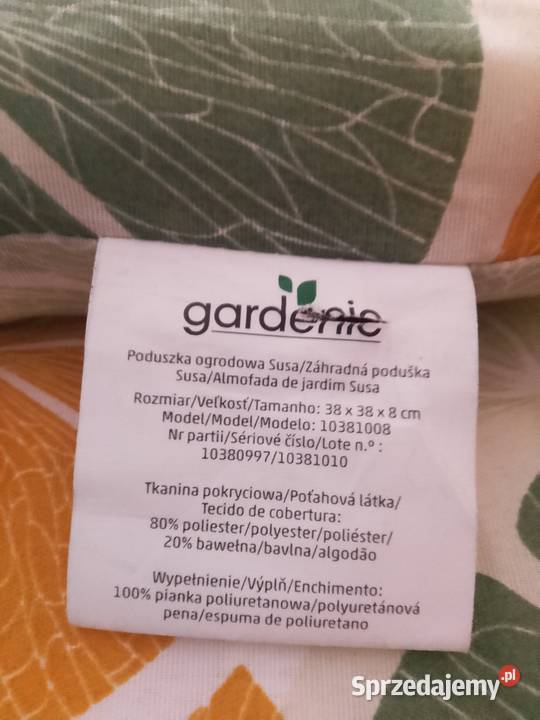 gardenic
Poduszka ogrodowa Susa/Záhradná poduška
Susa/Almofada de jardim Susa
Rozmiar/Veľkosť/Tamanho: 38 x 38 x 8 cm
Model/Model/Modelo: 10381008
Nr partii/Sériové číslo/Lote n.º :
10380997/10381010
Tkanina pokryciowa/Poťahová látka/
Tecido de cobertura:
80% poliester/polyester/poliéster/
20% bawełna/bavlna/algodão
Wypełnienie/Výplň/Enchimento:
100% pianka poliuretanowa/polyuretánová
pena/espuma de poliuretano
Sprzedajemy.pl